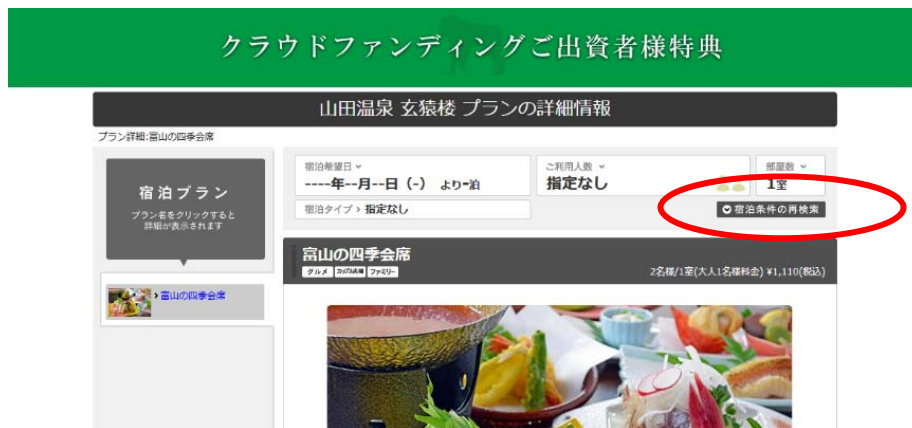 クラウドファンディングご出資者様特典
山田温泉 玄猿楼 プランの詳細情報
プラン詳細:富山の四季会席
宿泊プラン
プラン名をクリックすると
詳細が表示されます
富山の四季会席
宿泊希望日
----年--月--日（-）より-泊
ご利用人数
指定なし
部屋数
1室
宿泊タイプ 指定なし
宿泊条件の再検索
富山の四季会席
グルメ カップル ファミリー
2名様/1室(大人1名様料金) ¥1,110(税込)